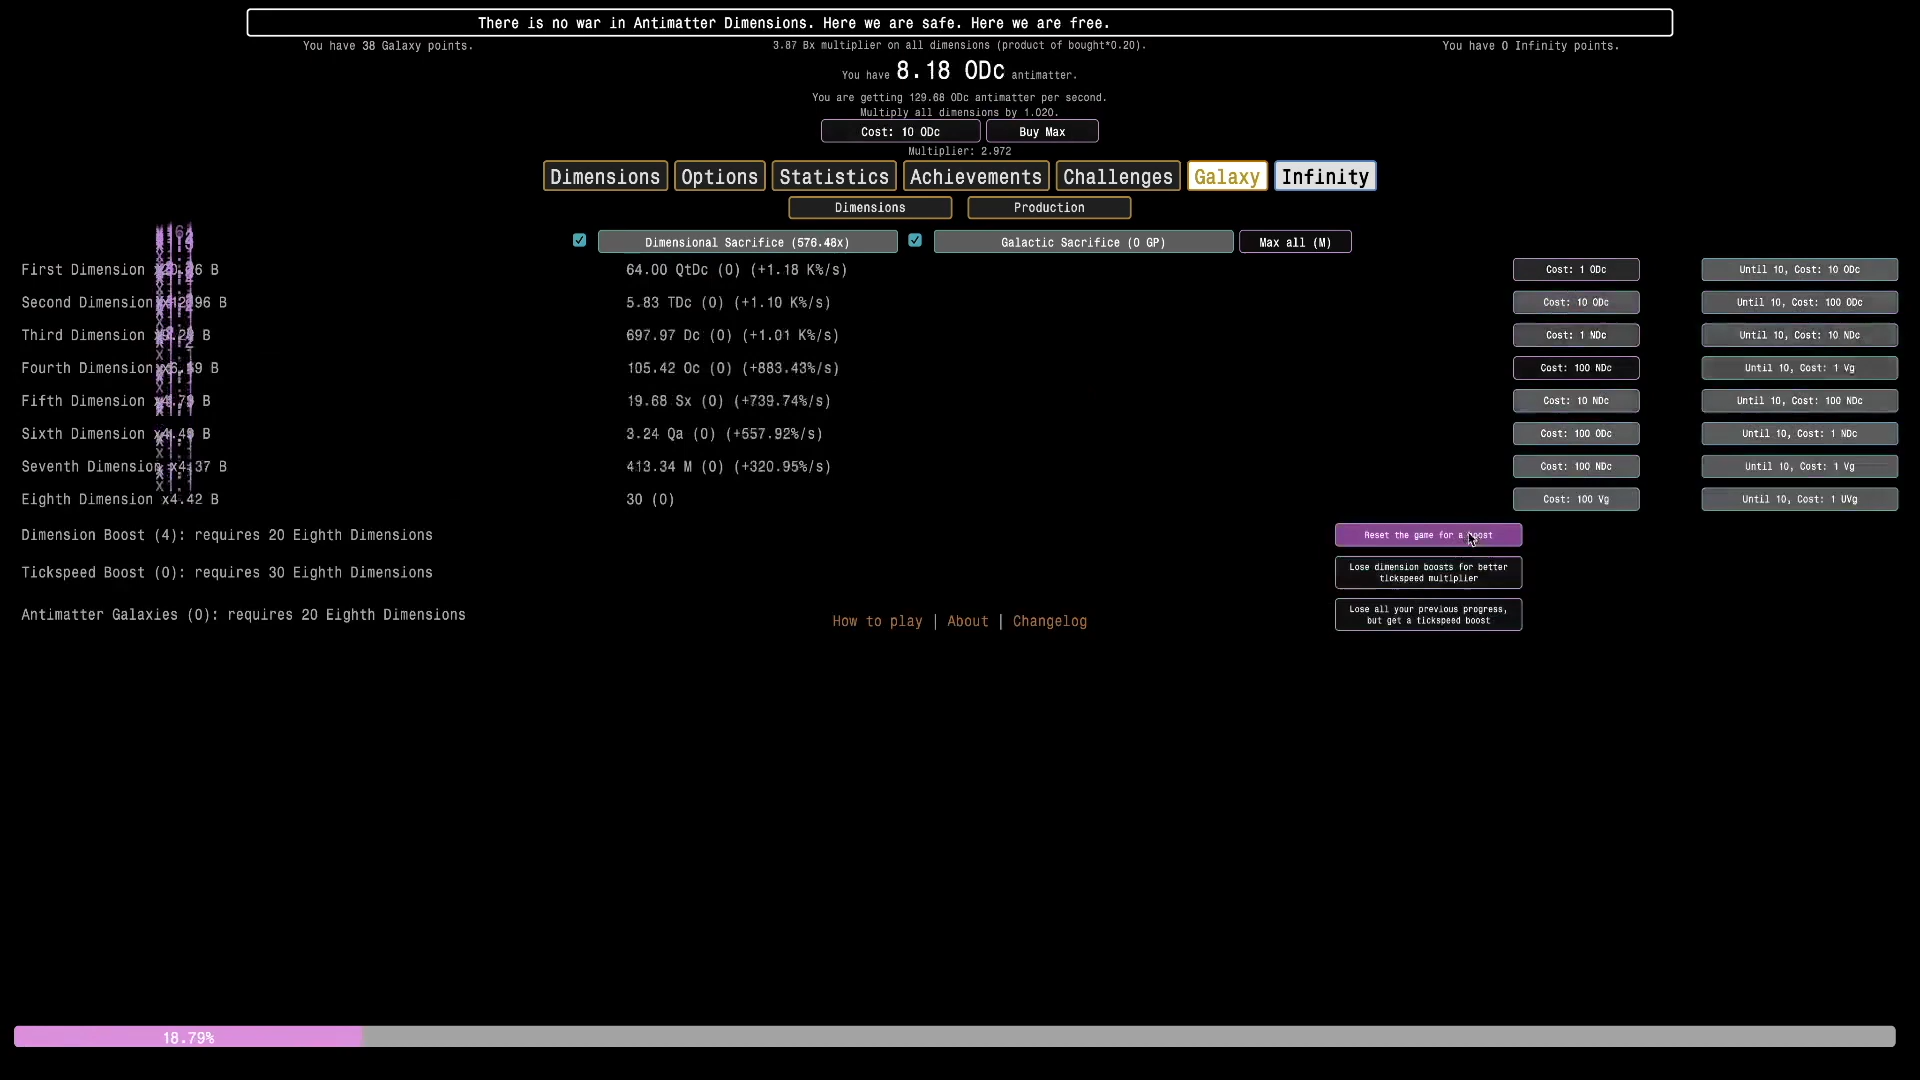 There is no war in Antimatter Dimensions. Here we are safe. Here we are free.
You have 38 Galaxy points.
3.87 Bx multiplier on all dimensions (product of bought*0.20).
You have 0 Infinity points.
You have 8.18 ODc antimatter.
You are getting 129.68 ODc antimatter per second.
Multiply all dimensions by 1.020.
Cost: 10 ODc
Buy Max
Multiplier: 2.972
Dimensions
Options
Statistics
Achievements
Challenges
Galaxy
Infinity
Dimensions
Production
Dimensional Sacrifice (576.48x)
Galactic Sacrifice (0 GP)
Max all (M)
First Dimension B
64.00 QtDc (0) (+1.18 K%/s)
Cost: 1 ODc
Until 10, Cost: 10 ODc
Second Dimension B
5.83 TDc (0) (+1.10 K%/s)
Cost: 10 ODc
Until 10, Cost: 100 ODc
Third Dimension B
697.97 Dc (0) (+1.01 K%/s)
Cost: 1 NDc
Until 10, Cost: 10 NDc
Fourth Dimension B
105.42 Oc (0) (+883.43%/s)
Cost: 100 NDc
Until 10, Cost: 1 Vg
Fifth Dimension B
19.68 Sx (0) (+739.74%/s)
Cost: 10 NDc
Until 10, Cost: 100 NDc
Sixth Dimension x4.49 B
3.24 Qa (0) (+557.92%/s)
Cost: 100 ODc
Until 10, Cost: 1 NDc
Seventh Dimension x4.37 B
413.34 M (0) (+320.95%/s)
Cost: 100 NDc
Until 10, Cost: 1 Vg
Eighth Dimension x4.42 B
30 (0)
Cost: 100 Vg
Until 10, Cost: 1 UVg
Dimension Boost (4): requires 20 Eighth Dimensions
Reset the game for a boost
Tickspeed Boost (0): requires 30 Eighth Dimensions
Lose dimension boosts for better
tickspeed multiplier
Antimatter Galaxies (0): requires 20 Eighth Dimensions
Lose all your previous progress,
but get a tickspeed boost
How to play | About | Changelog
18.79%